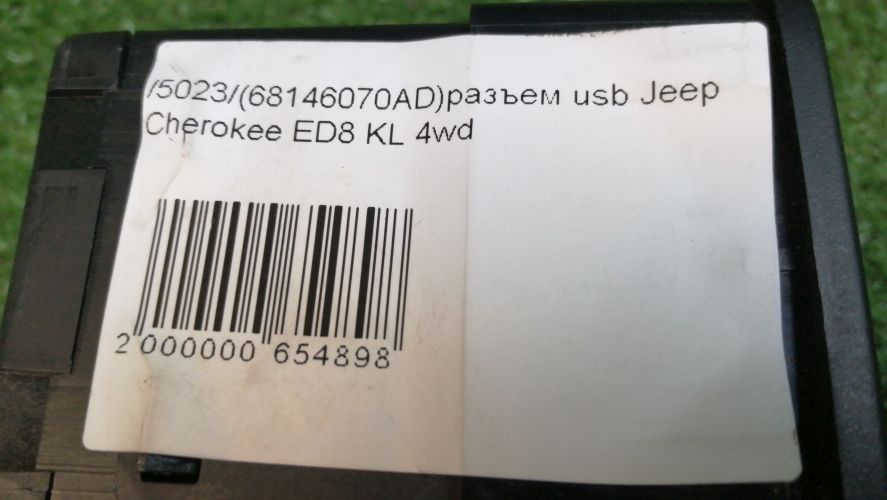 /5023/(68146070AD)разъем usb Jeep
Cherokee ED8 KL 4wd
2 000000 654898